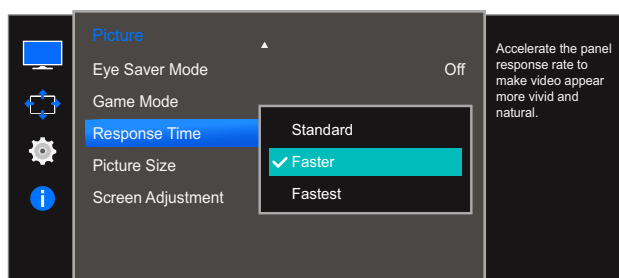 Picture
Eye Saver Mode Off
Game Mode
Response Time
Picture Size
Screen Adjustment
Standard
Faster
Fastest
Accelerate the panel
response rate to
make video appear
more vivid and
natural.